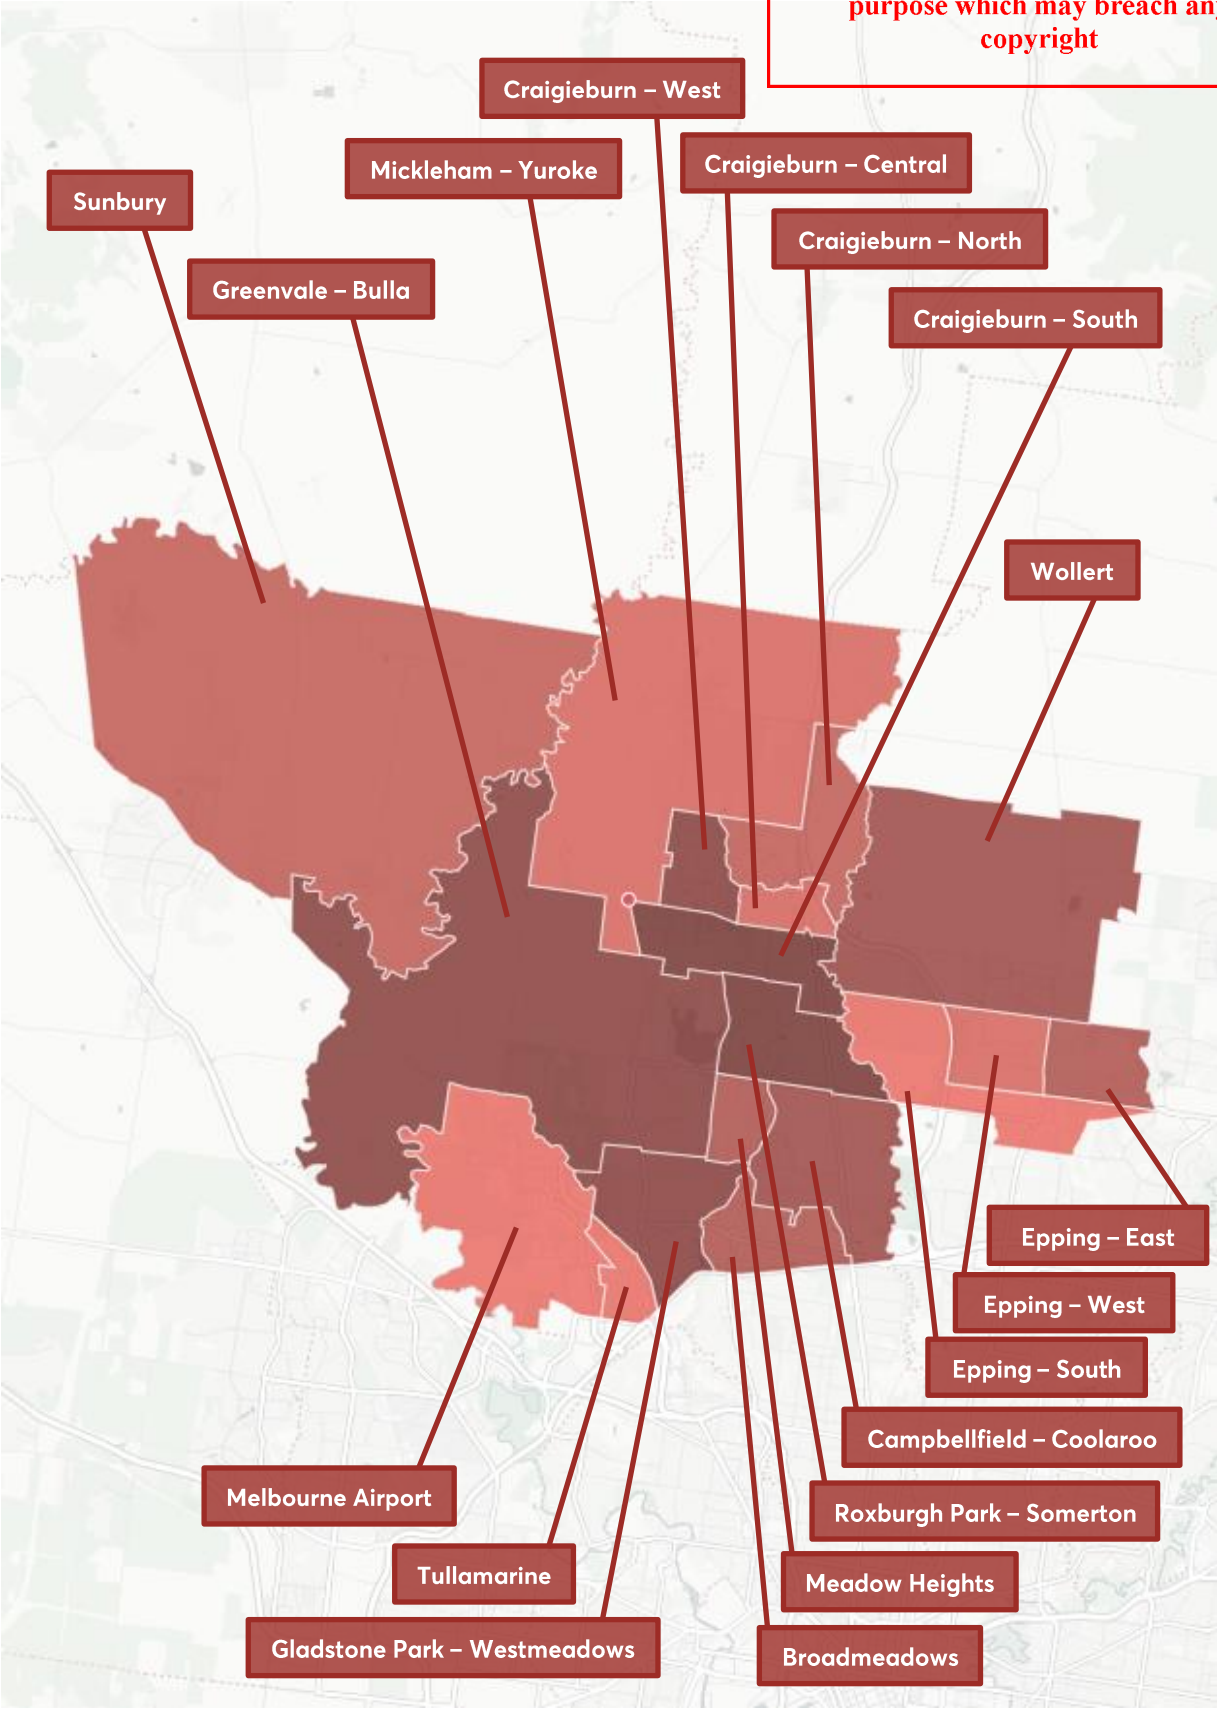 purpose which may breach any
copyright
Craigieburn – West
Mickleham – Yuroke
Craigieburn – Central
Sunbury
Craigieburn – North
Greenvale – Bulla
Craigieburn – South
Wollert
Epping – East
Epping – West
Epping – South
Campbellfield – Coolaroo
Melbourne Airport
Roxburgh Park – Somerton
Tullamarine
Meadow Heights
Gladstone Park – Westmeadows
Broadmeadows